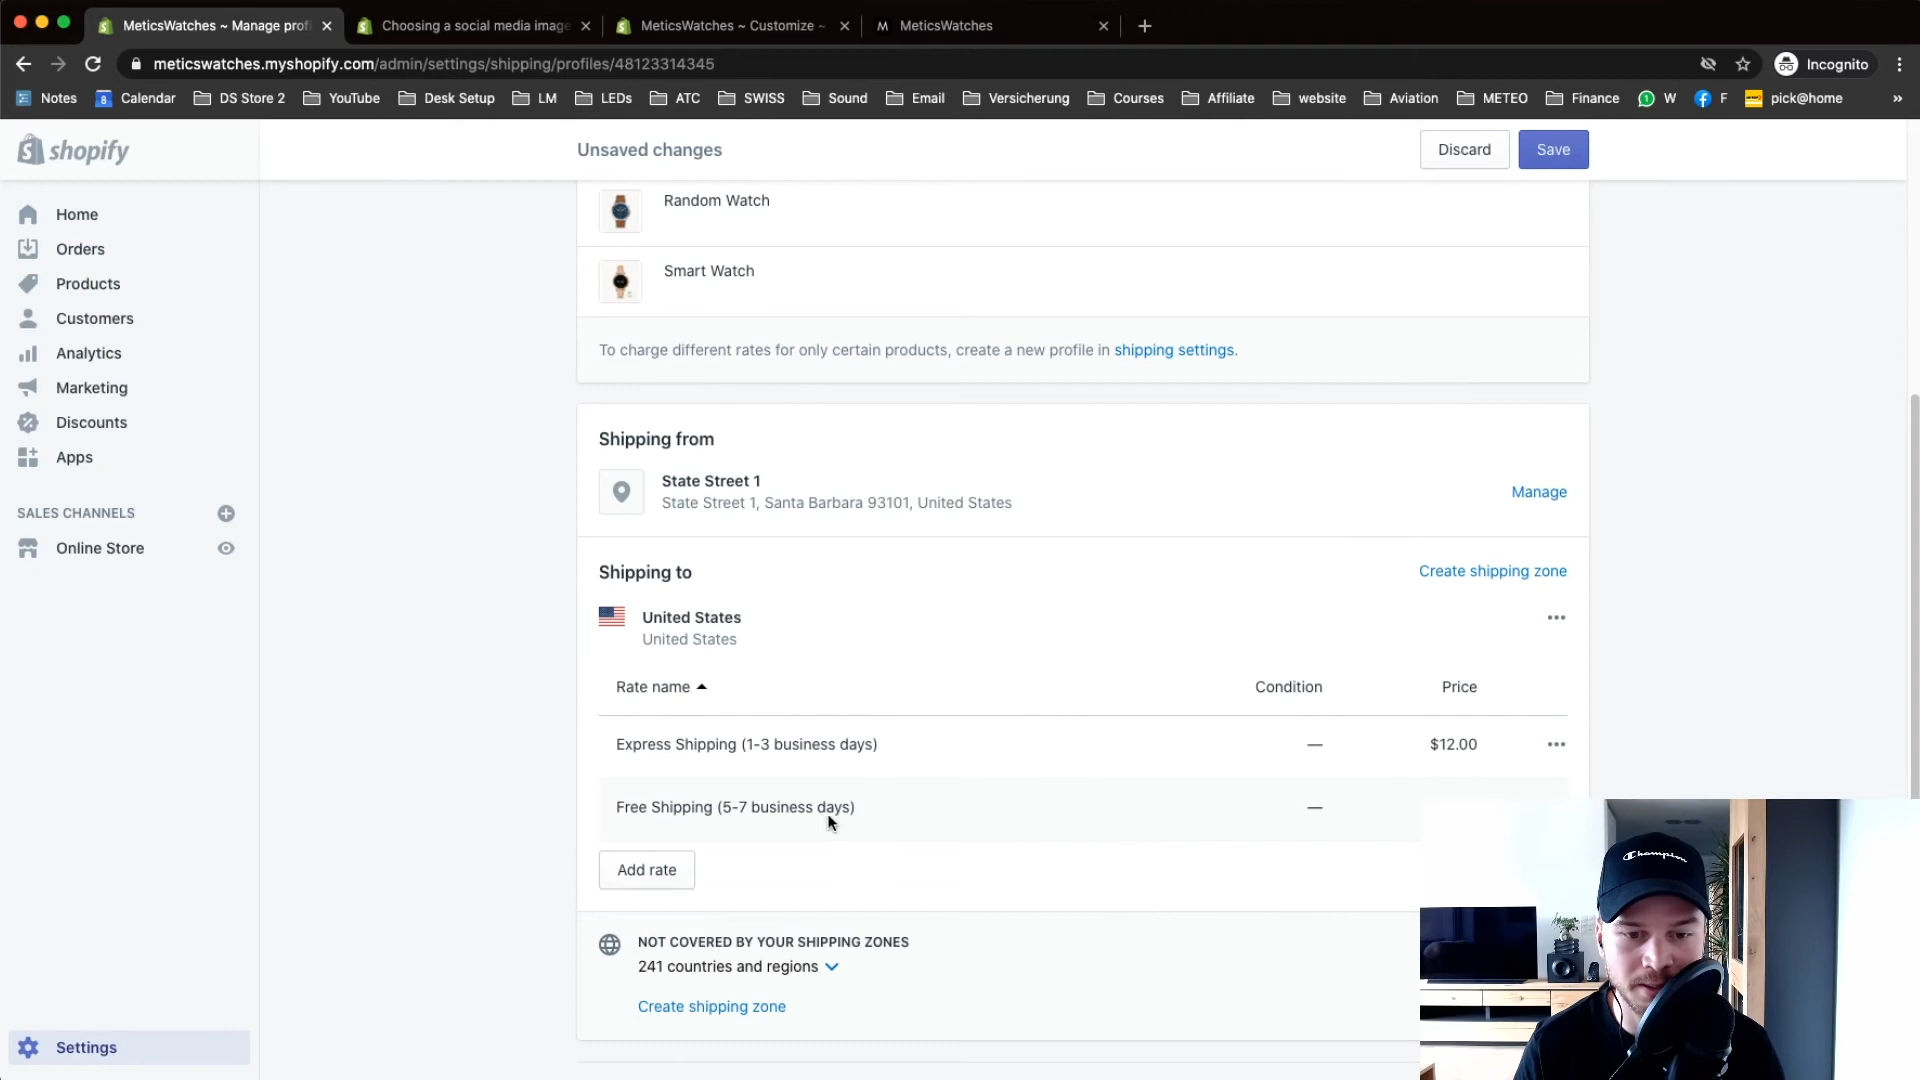 MeticsWatches ~ Manage profi
Choosing a social media image
MeticsWatches ~ Customize ~
M MeticsWatches
meticswatches.myshopify.com/admin/settings/shipping/profiles/48123314345
Incognito
Notes
8 Calendar
DS Store 2
YouTube
Desk Setup
LM
LEDs
ATC
SWISS
Sound
Email
Versicherung
Courses
Affiliate
website
Aviation
METEO
Finance
1 W
F
pick@home
»
shopify
Unsaved changes
Discard
Save
Home
Orders
Products
Customers
Analytics
Marketing
Discounts
Apps
SALES CHANNELS
Online Store
Settings
Random Watch
Smart Watch
To charge different rates for only certain products, create a new profile in shipping settings.
Shipping from
State Street 1
State Street 1, Santa Barbara 93101, United States
Manage
Shipping to
Create shipping zone
United States
United States
Rate name Condition Price
Express Shipping (1-3 business days) — $12.00
Free Shipping (5-7 business days) —
Add rate
NOT COVERED BY YOUR SHIPPING ZONES
241 countries and regions
Create shipping zone
Champion